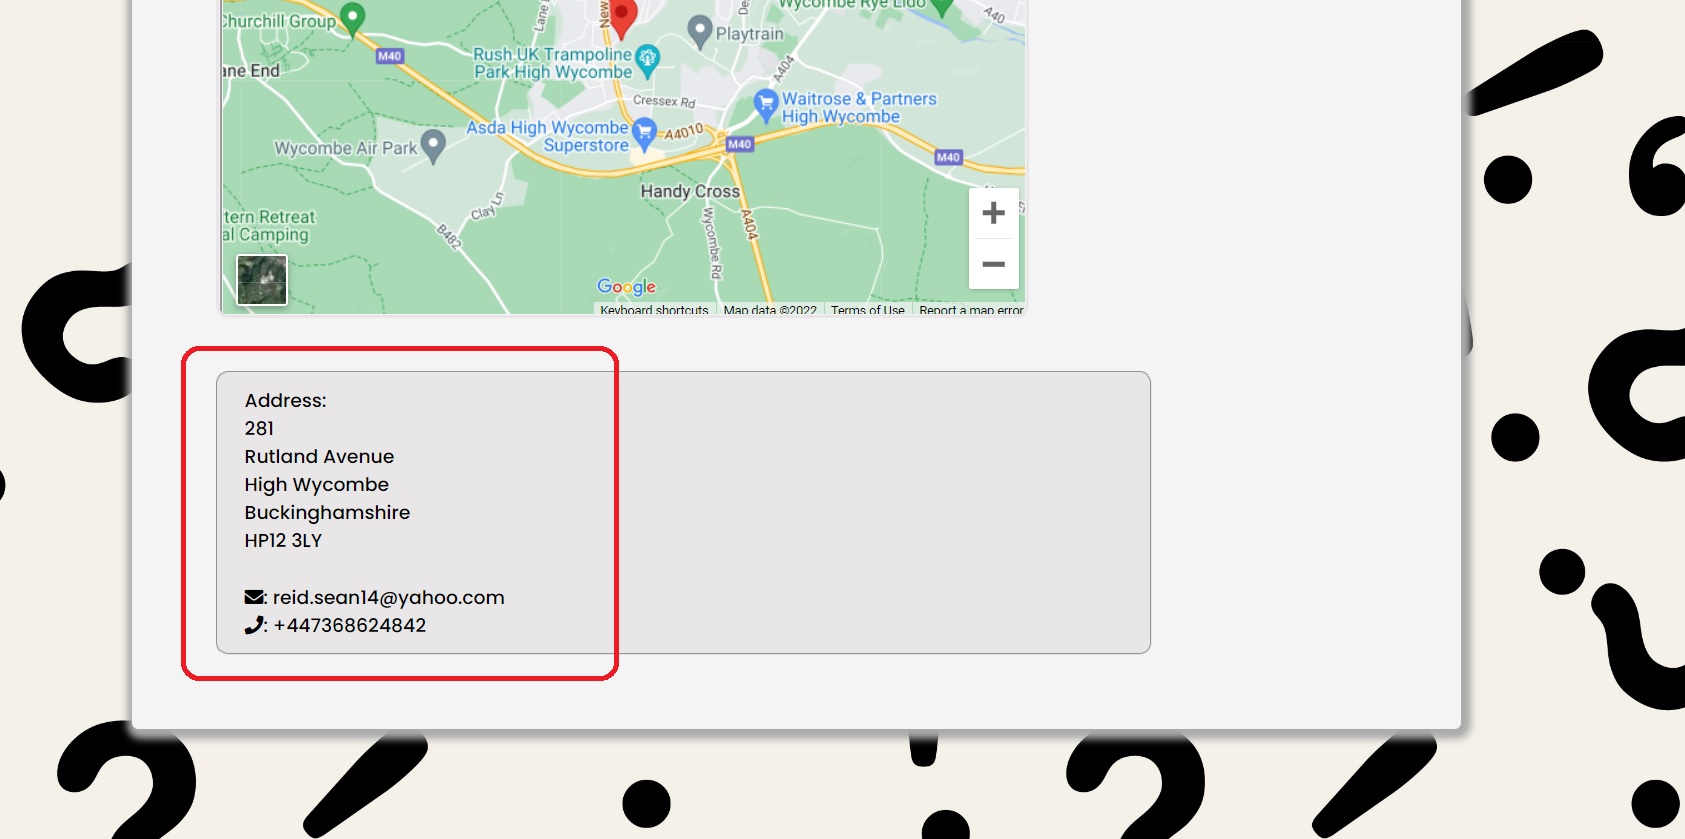 Churchill Group
M40
ane End
Lane
New
De
Wycombe Rye Lido
A40
Playtrain
Rush UK Trampoline
Park High Wycombe
A404
Cressex Rd
Waitrose & Partners
High Wycombe
Asda High Wycombe
Superstore
A4010
M40
M40
Wycombe Air Park
Handy Cross
Clay Ln
tern Retreat
al Camping
B482
Wycombe Rd
A404
+
−
Google
Keyboard shortcuts
Map data ©2022
Terms of Use
Report a map error
Address:
281
Rutland Avenue
High Wycombe
Buckinghamshire
HP12 3LY
: reid.sean14@yahoo.com
: +447368624842